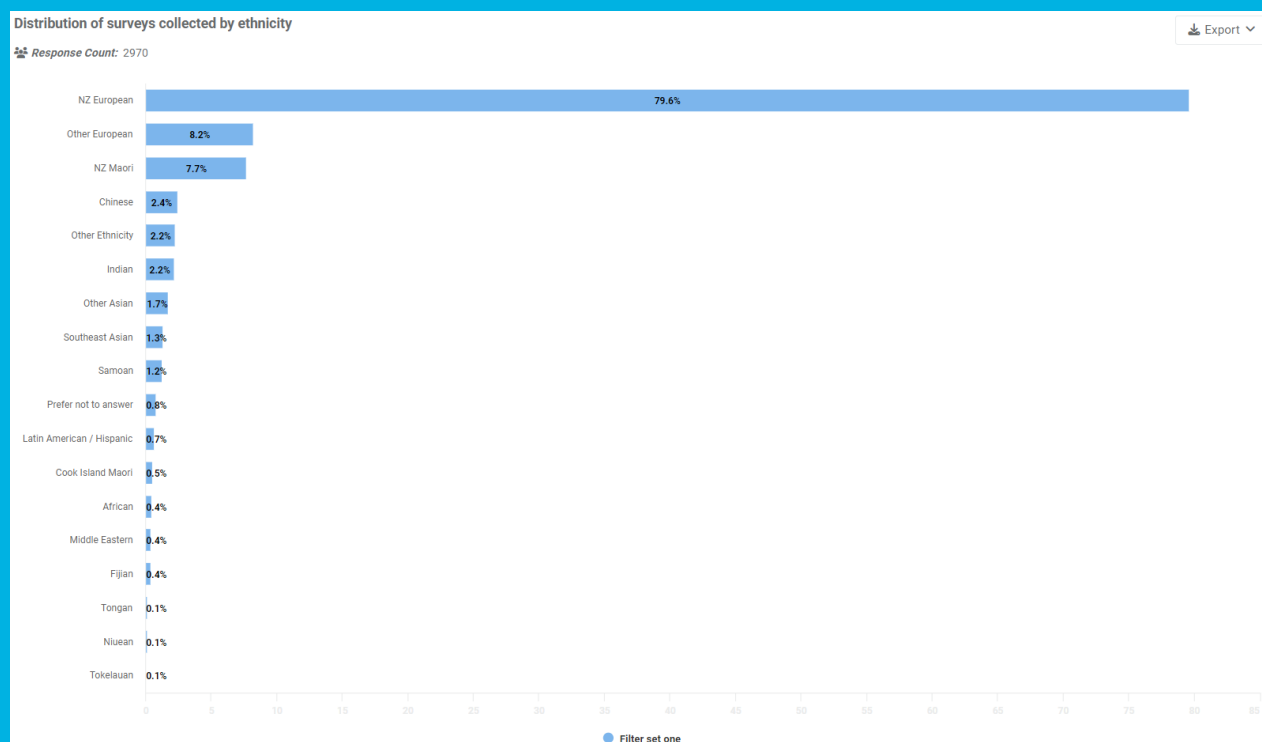 Distribution of surveys collected by ethnicity
Export
Response Count: 2970
NZ European 79.6%
Other European 8.2%
NZ Maori 7.7%
Chinese 2.4%
Other Ethnicity 2.2%
Indian 2.2%
Other Asian 1.7%
Southeast Asian 1.3%
Samoan 1.2%
Prefer not to answer 0.8%
Latin American / Hispanic 0.7%
Cook Island Maori 0.5%
African 0.4%
Middle Eastern 0.4%
Fijian 0.4%
Tongan 0.1%
Niuean 0.1%
Tokelauan 0.1%
0 5 10 15 20 25 30 35 40 45 50 55 60 65 70 75 80 85
Filter set one